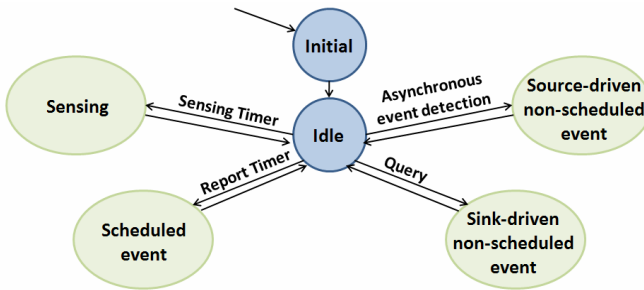 Initial
Sensing
Sensing Timer
Idle
Asynchronous
event detection
Source-driven
non-scheduled
event
Report Timer
Query
Scheduled
event
Sink-driven
non-scheduled
event